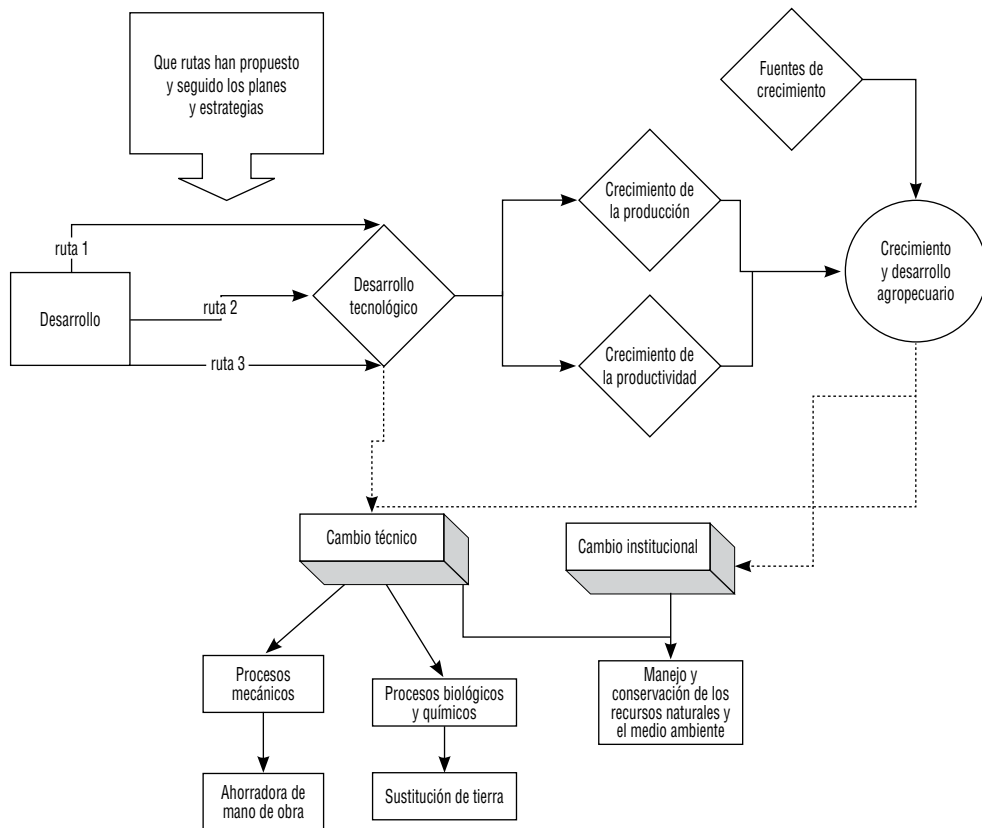 Que rutas han propuesto
y seguido los planes
y estrategias
Fuentes de
crecimiento
Crecimiento de
la producción
ruta 1
Crecimiento
y desarrollo
agropecuario
Desarrollo
tecnológico
ruta 2
Desarrollo
ruta 3
Crecimiento de
la productividad
Cambio técnico
Cambio institucional
Procesos
mecánicos
Procesos biológicos
y químicos
Manejo y
conservación de los
recursos naturales y
el medio ambiente
Ahorradora de
mano de obra
Sustitución de tierra